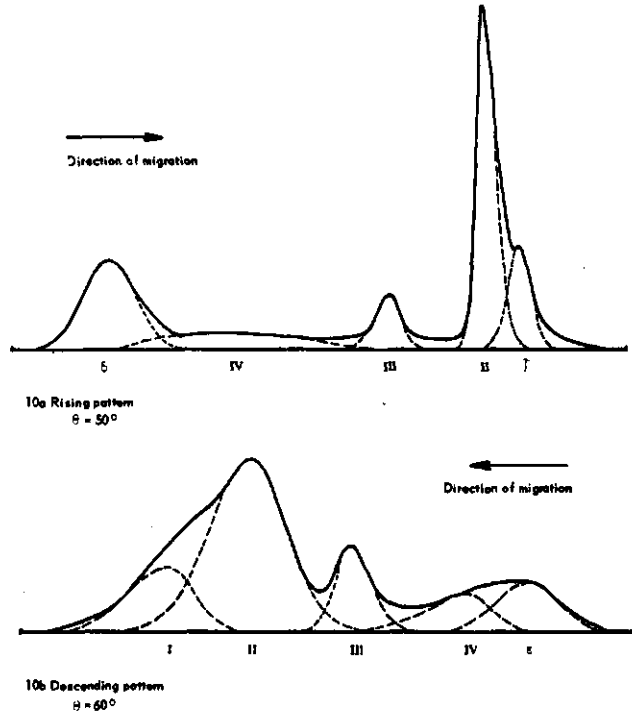 Direction of migration
δ IV III II I
10a Rising pattern
θ = 50°
Direction of migration
I II III IV ε
10b Descending pattern
θ = 60°